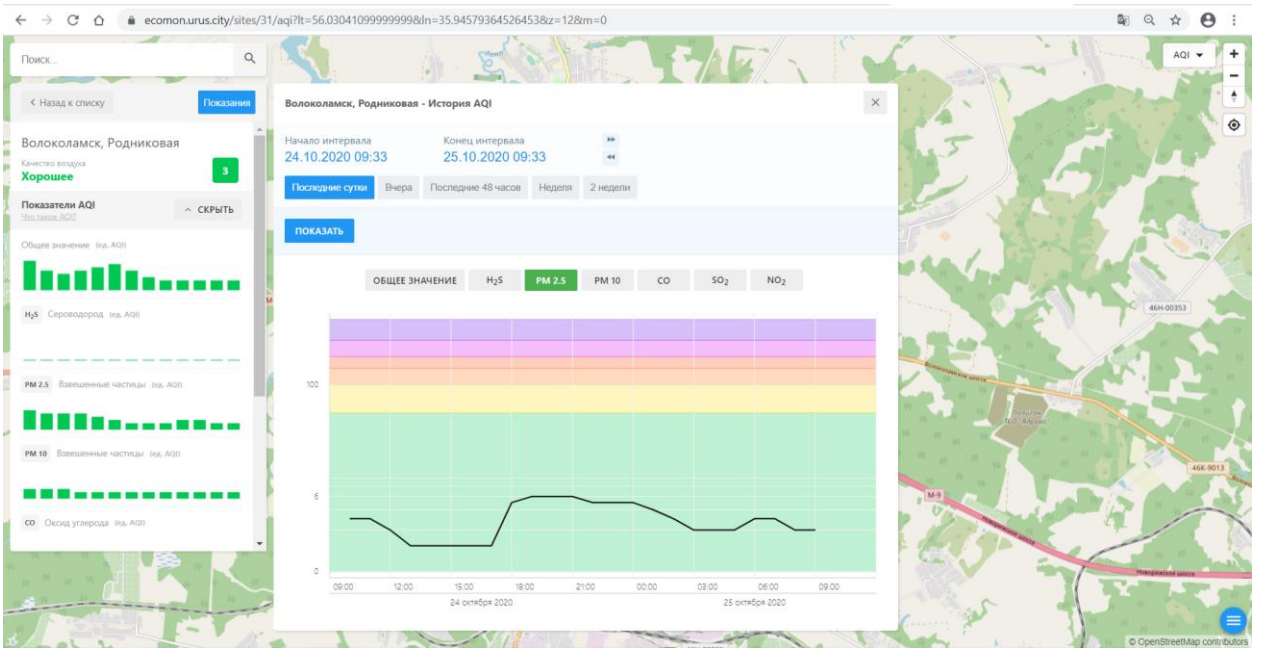 ecomon.urus.city/sites/31/aqi?lt=56.03041099999999&ln=35.94579364526453&z=12&m=0
Поиск...
AQI
< Назад к списку
Показания
Волоколамск, Родниковая
Качество воздуха
Хорошее
3
Показатели AQI
Что такое AQI?
СКРЫТЬ
Общее значение (ед. AQI)
H₂S Сероводород (ед. AQI)
PM 2.5 Взвешенные частицы (ед. AQI)
PM 10 Взвешенные частицы (ед. AQI)
CO Оксид углерода (ед. AQI)
Волоколамск, Родниковая - История AQI
Начало интервала Конец интервала
24.10.2020 09:33 25.10.2020 09:33
Последние сутки Вчера Последние 48 часов Неделя 2 недели
ПОКАЗАТЬ
ОБЩЕЕ ЗНАЧЕНИЕ H₂S PM 2.5 PM 10 CO SO₂ NO₂
100
6
0
09:00 12:00 15:00 18:00 21:00 00:00 03:00 06:00 09:00
24 октября 2020 25 октября 2020
46Н-00353
Волоколамское шоссе
Полигон
ТКО "Ядрово"
46К-9013
М-9
Новорижское шоссе
Новорижское шоссе
© OpenStreetMap contributors